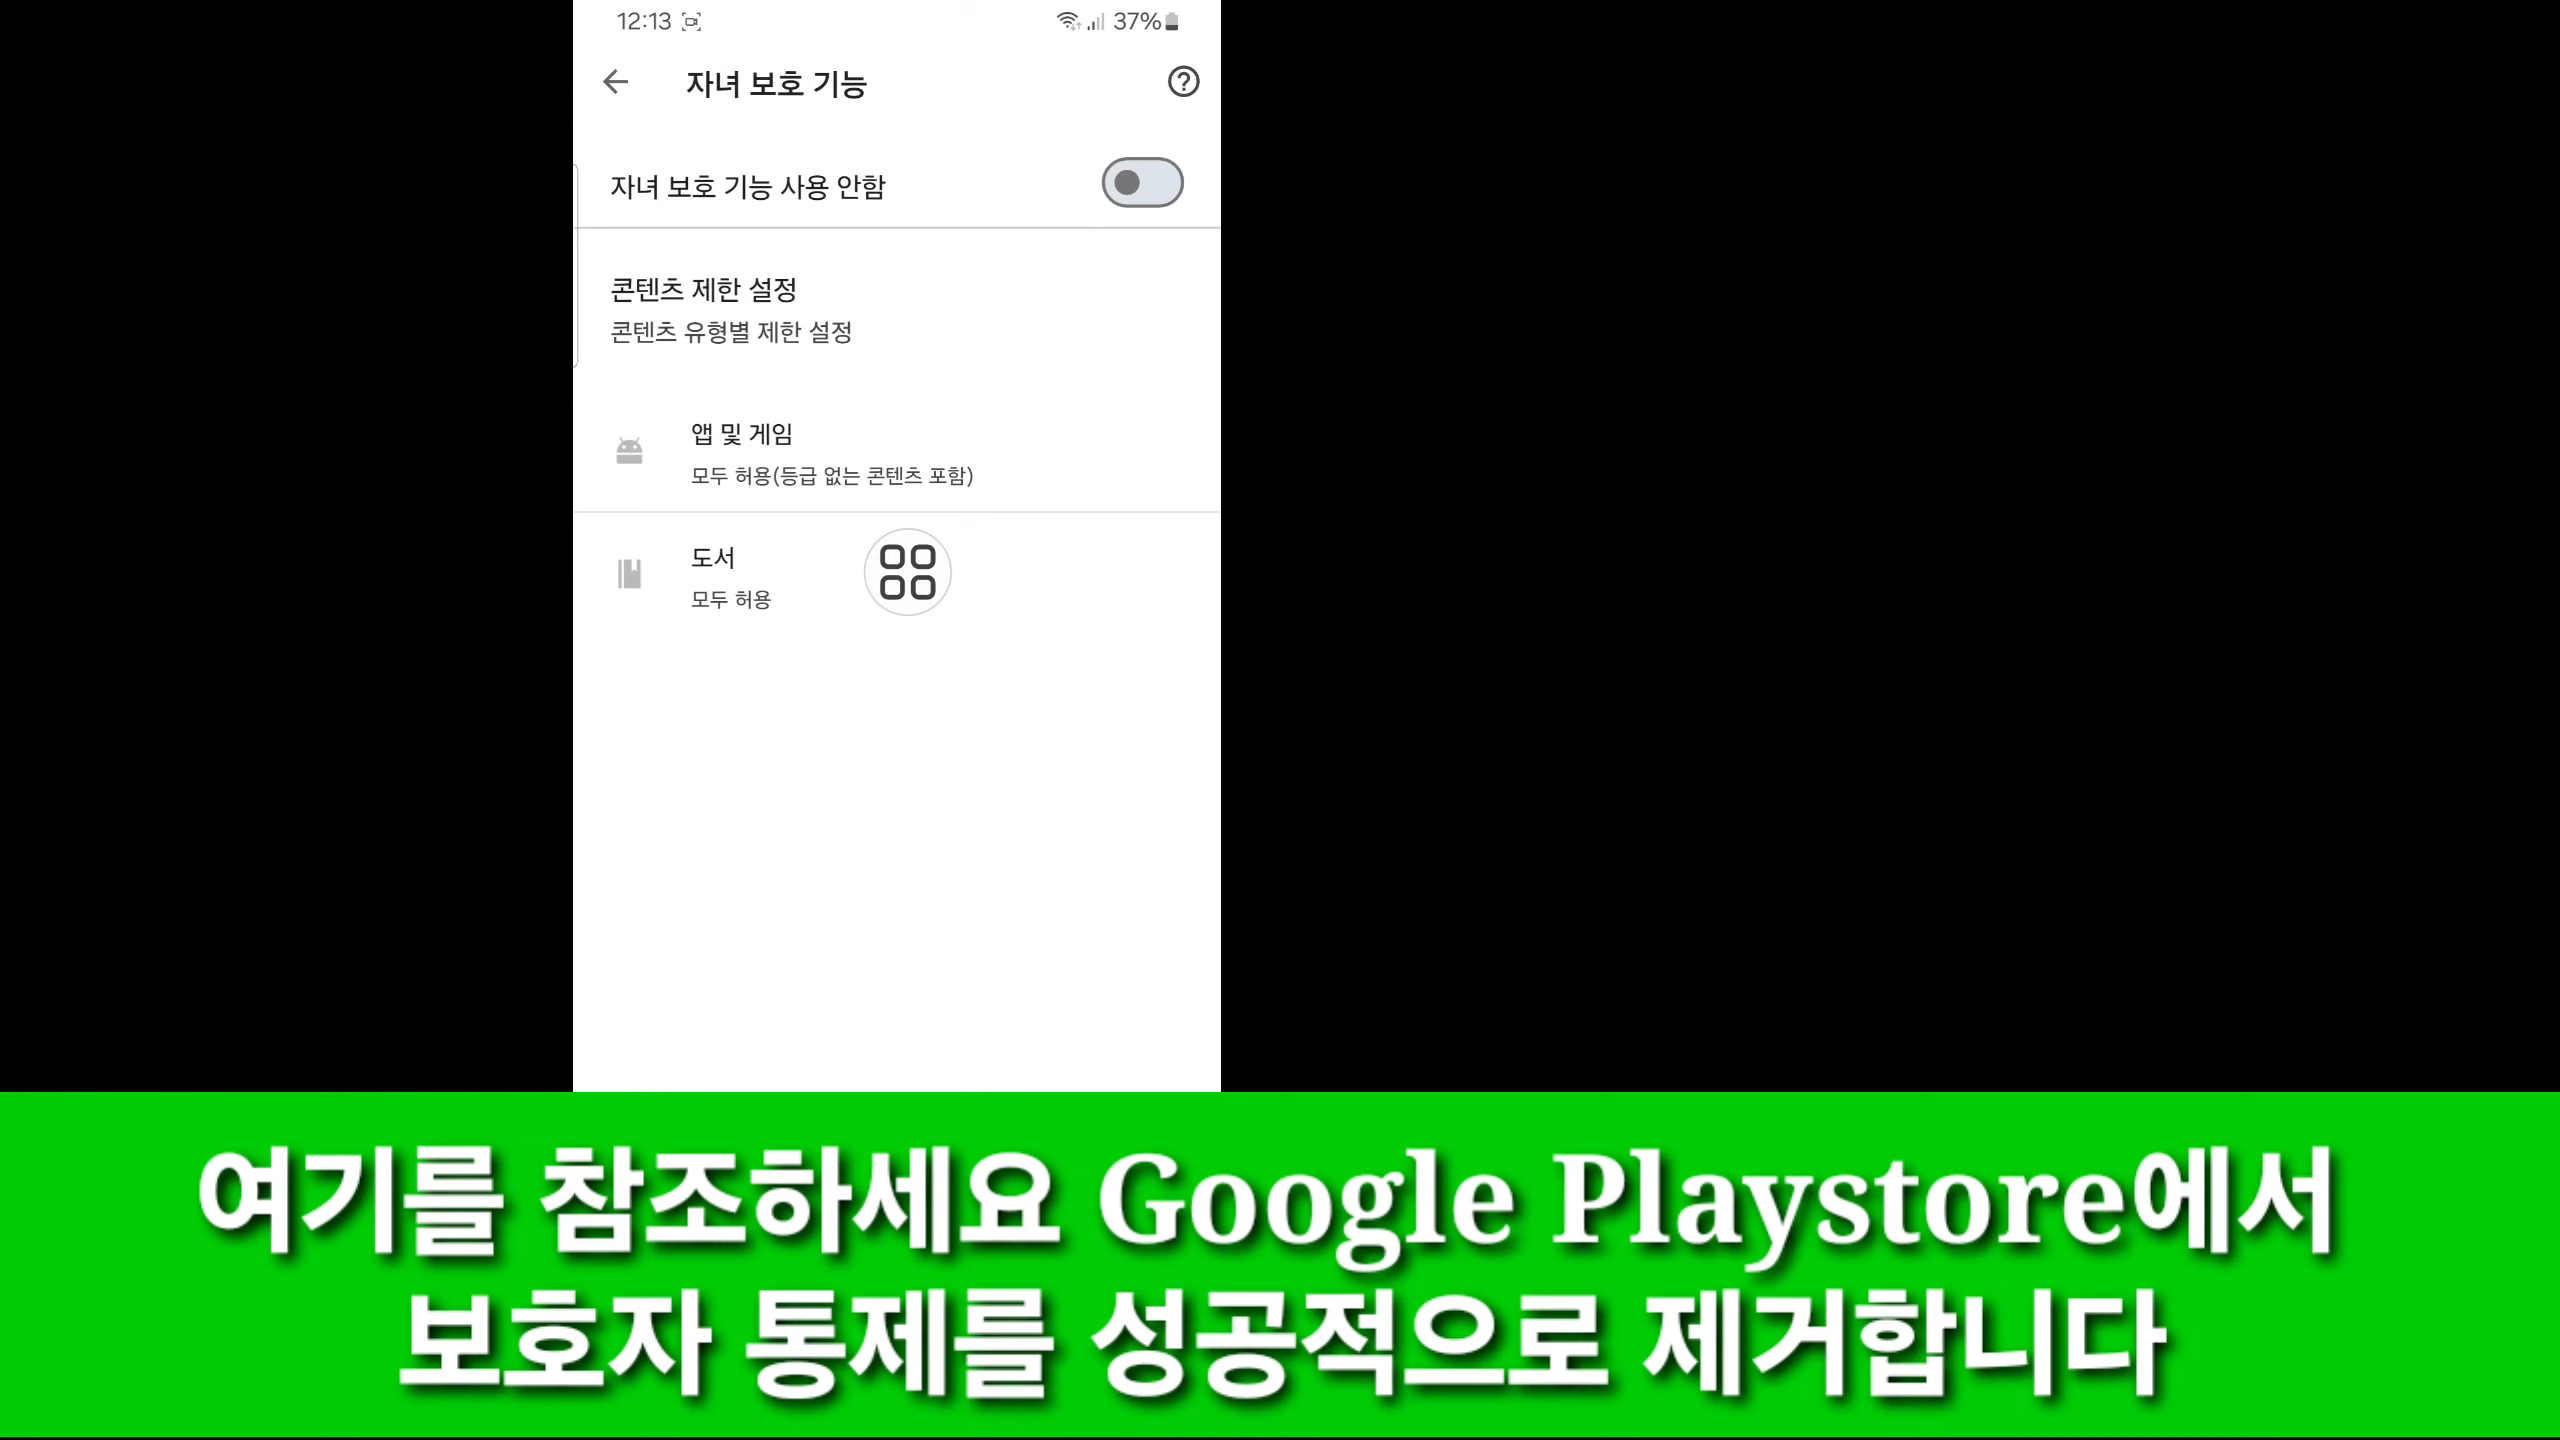 12:13
37%
자녀 보호 기능
자녀 보호 기능 사용 안함
콘텐츠 제한 설정
콘텐츠 유형별 제한 설정
앱 및 게임
모두 허용(등급 없는 콘텐츠 포함)
도서
모두 허용
여기를 참조하세요 Google Playstore에서
보호자 통제를 성공적으로 제거합니다